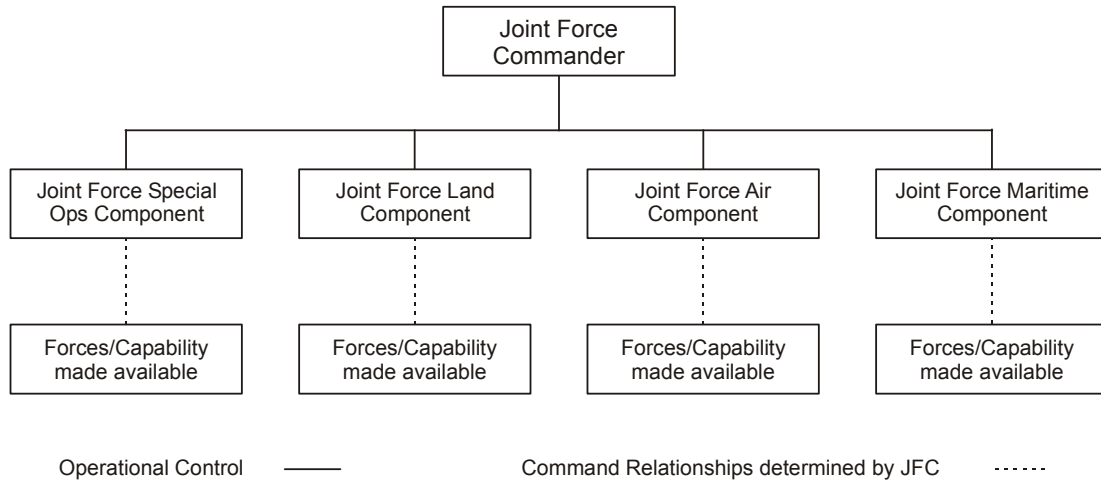 Joint Force
Commander
Joint Force Special
Ops Component
Joint Force Land
Component
Joint Force Air
Component
Joint Force Maritime
Component
Forces/Capability
made available
Forces/Capability
made available
Forces/Capability
made available
Forces/Capability
made available
Operational Control
Command Relationships determined by JFC